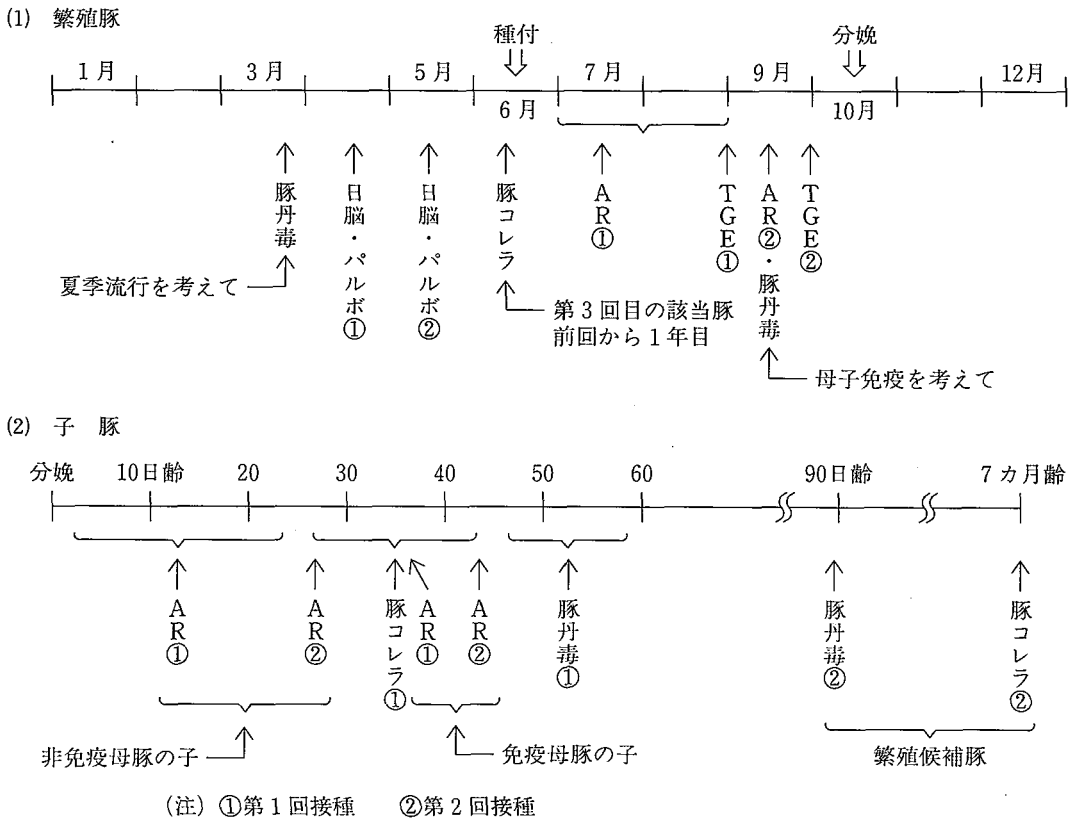 (1) 繁殖豚
種付
分娩
1月
3月
5月
7月
9月
12月
6月
10月
豚丹毒
日脳・パルボ①
日脳・パルボ②
豚コレラ
AR①
TGE①
AR②・豚丹毒
TGE②
夏季流行を考えて
第3回目の該当豚
前回から1年目
母子免疫を考えて
(2) 子豚
分娩
10日齢
20
30
40
50
60
90日齢
7カ月齢
AR①
AR②
豚コレラ①
AR①
AR②
豚丹毒①
豚丹毒②
豚コレラ②
非免疫母豚の子
免疫母豚の子
繁殖候補豚
(注) ①第1回接種 ②第2回接種